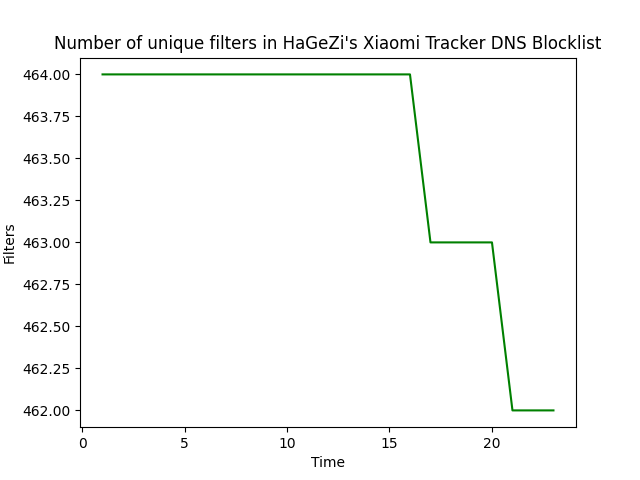 Number of unique filters in HaGeZi's Xiaomi Tracker DNS Blocklist
464.00
463.75
463.50
463.25
463.00
462.75
462.50
462.25
462.00
Filters
0 5 10 15 20
Time